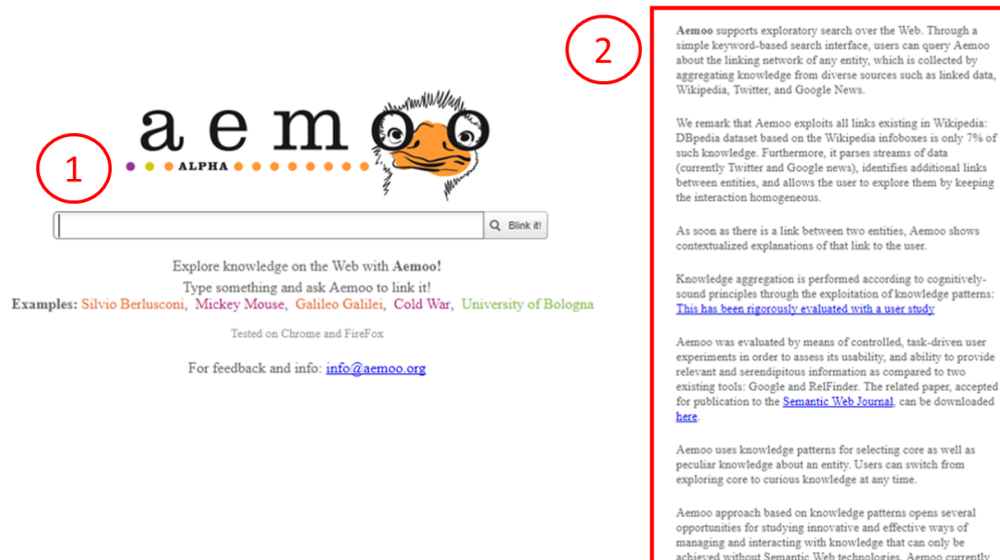 1
aemoo
ALPHA
Blink it!
Explore knowledge on the Web with Aemoo!
Type something and ask Aemoo to link it!
Examples: Silvio Berlusconi, Mickey Mouse, Galileo Galilei, Cold War, University of Bologna
Tested on Chrome and FireFox
For feedback and info: info@aemoo.org
2
Aemoo supports exploratory search over the Web. Through a
simple keyword-based search interface, users can query Aemoo
about the linking network of any entity, which is collected by
aggregating knowledge from diverse sources such as linked data,
Wikipedia, Twitter, and Google News.
We remark that Aemoo exploits all links existing in Wikipedia:
DBpedia dataset based on the Wikipedia infoboxes is only 7% of
such knowledge. Furthermore, it parses streams of data
(currently Twitter and Google news), identifies additional links
between entities, and allows the user to explore them by keeping
the interaction homogeneous.
As soon as there is a link between two entities, Aemoo shows
contextualized explanations of that link to the user.
Knowledge aggregation is performed according to cognitively-
sound principles through the exploitation of knowledge patterns:
This has been rigorously evaluated with a user study
Aemoo was evaluated by means of controlled, task-driven user
experiments in order to assess its usability, and ability to provide
relevant and serendipitous information as compared to two
existing tools: Google and RelFinder. The related paper, accepted
for publication to the Semantic Web Journal, can be downloaded
here.
Aemoo uses knowledge patterns for selecting core as well as
peculiar knowledge about an entity. Users can switch from
exploring core to curious knowledge at any time.
Aemoo approach based on knowledge patterns opens several
opportunities for studying innovative and effective ways of
managing and interacting with knowledge that can only be
achieved without Semantic Web technologies. Aemoo currently